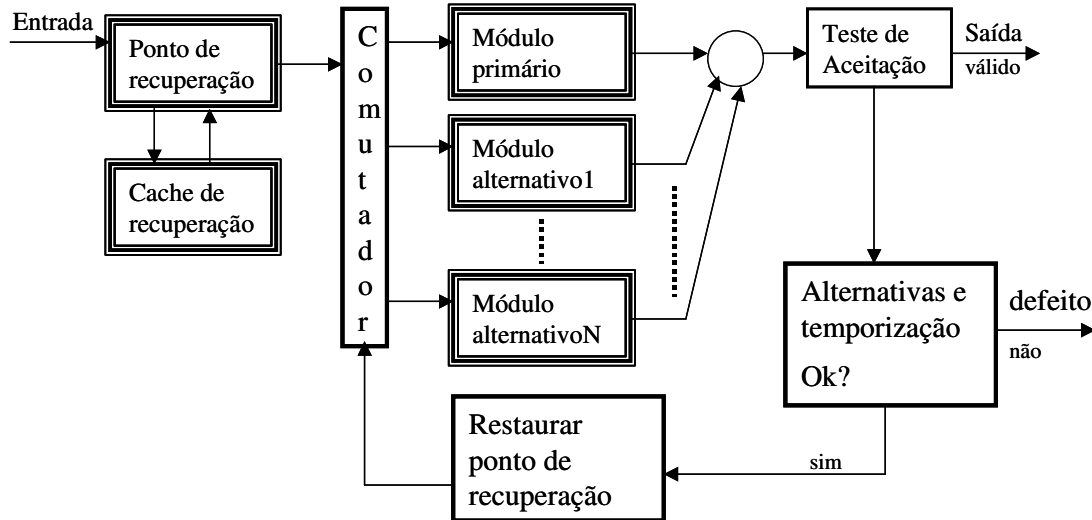 Entrada
Ponto de
recuperação
Cache de
recuperação
Comutador
Módulo
primário
Módulo
alternativo1
Módulo
alternativoN
Teste de
Aceitação
Saída
válido
Alternativas e
temporização
Ok?
defeito
não
sim
Restaurar
ponto de
recuperação